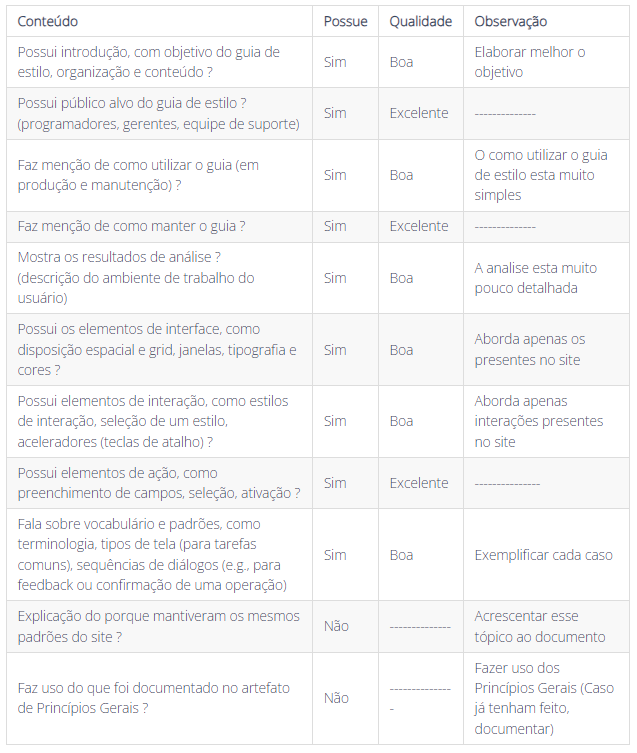 Conteúdo Possue Qualidade Observação
Possui introdução, com objetivo do guia de
estilo, organização e conteúdo ?
Sim
Boa
Elaborar melhor o
objetivo
Possui público alvo do guia de estilo ?
(programadores, gerentes, equipe de suporte)
Sim
Excelente
--------------
Faz menção de como utilizar o guia (em
produção e manutenção) ?
Sim
Boa
O como utilizar o guia
de estilo esta muito
simples
Faz menção de como manter o guia ?
Sim
Excelente
--------------
Mostra os resultados de análise ?
(descrição do ambiente de trabalho do
usuário)
Sim
Boa
A analise esta muito
pouco detalhada
Possui os elementos de interface, como
disposição espacial e grid, janelas, tipografia e
cores ?
Sim
Boa
Aborda apenas os
presentes no site
Possui elementos de interação, como estilos
de interação, seleção de um estilo,
aceleradores (teclas de atalho) ?
Sim
Boa
Aborda apenas
interações presentes
no site
Possui elementos de ação, como
preenchimento de campos, seleção, ativação ?
Sim
Excelente
---------------
Fala sobre vocabulário e padrões, como
terminologia, tipos de tela (para tarefas
comuns), sequências de diálogos (e.g., para
feedback ou confirmação de uma operação)
Sim
Boa
Exemplificar cada caso
Explicação do porque mantiveram os mesmos
padrões do site ?
Não
--------------
Acrescentar esse
tópico ao documento
Faz uso do que foi documentado no artefato
de Princípios Gerais ?
Não
--------------
-
Fazer uso dos
Princípios Gerais (Caso
já tenham feito,
documentar)